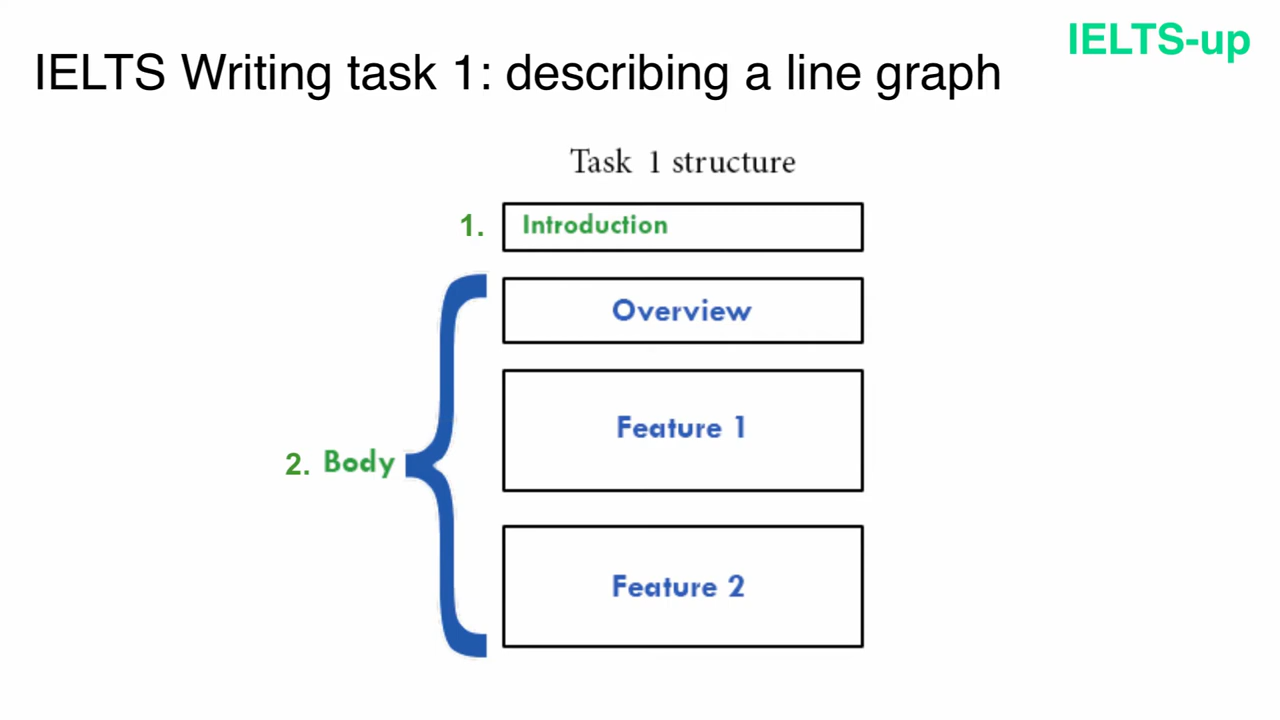 IELTS-up
IELTS Writing task 1: describing a line graph
Task 1 structure
1. Introduction
Overview
Feature 1
2. Body
Feature 2